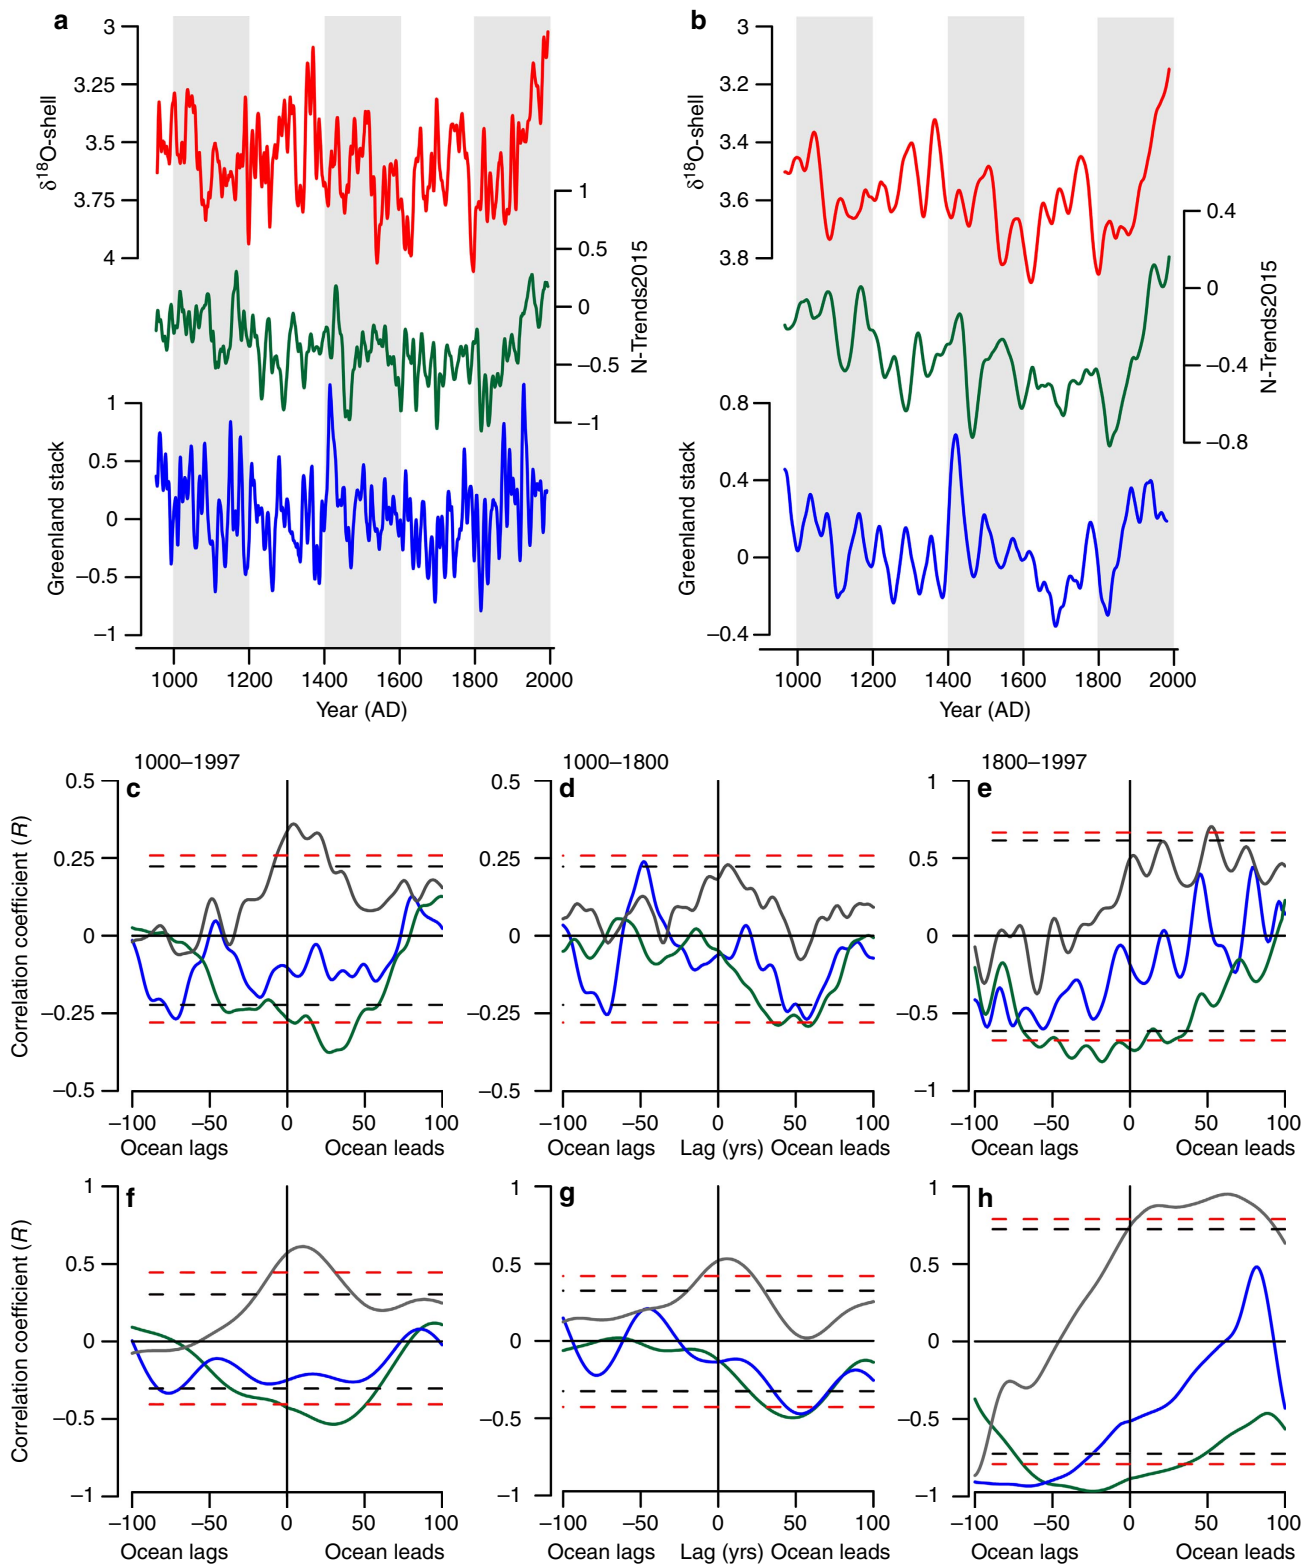 a
3
3.25
3.5
3.75
4
δ18O-shell
1
0.5
0
–0.5
–1
N-Trends2015
1
0.5
0
–0.5
–1
Greenland stack
1000 1200 1400 1600 1800 2000
Year (AD)
b
3
3.2
3.4
3.6
3.8
δ18O-shell
0.4
0
–0.4
–0.8
N-Trends2015
0.8
0.4
0
–0.4
Greenland stack
1000 1200 1400 1600 1800 2000
Year (AD)
1000–1997
c
0.5
0.25
0
–0.25
–0.5
Correlation coefficient (R)
–100 –50 0 50 100
Ocean lags Ocean leads
1000–1800
d
0.5
0.25
0
–0.25
–0.5
–100 –50 0 50 100
Ocean lags Lag (yrs) Ocean leads
1800–1997
e
1
0.5
0
–0.5
–1
–100 –50 0 50 100
Ocean lags Ocean leads
f
1
0.5
0
–0.5
–1
Correlation coefficient (R)
–100 –50 0 50 100
Ocean lags Ocean leads
g
1
0.5
0
–0.5
–1
–100 –50 0 50 100
Ocean lags Lag (yrs) Ocean leads
h
1
0.5
0
–0.5
–1
–100 –50 0 50 100
Ocean lags Ocean leads